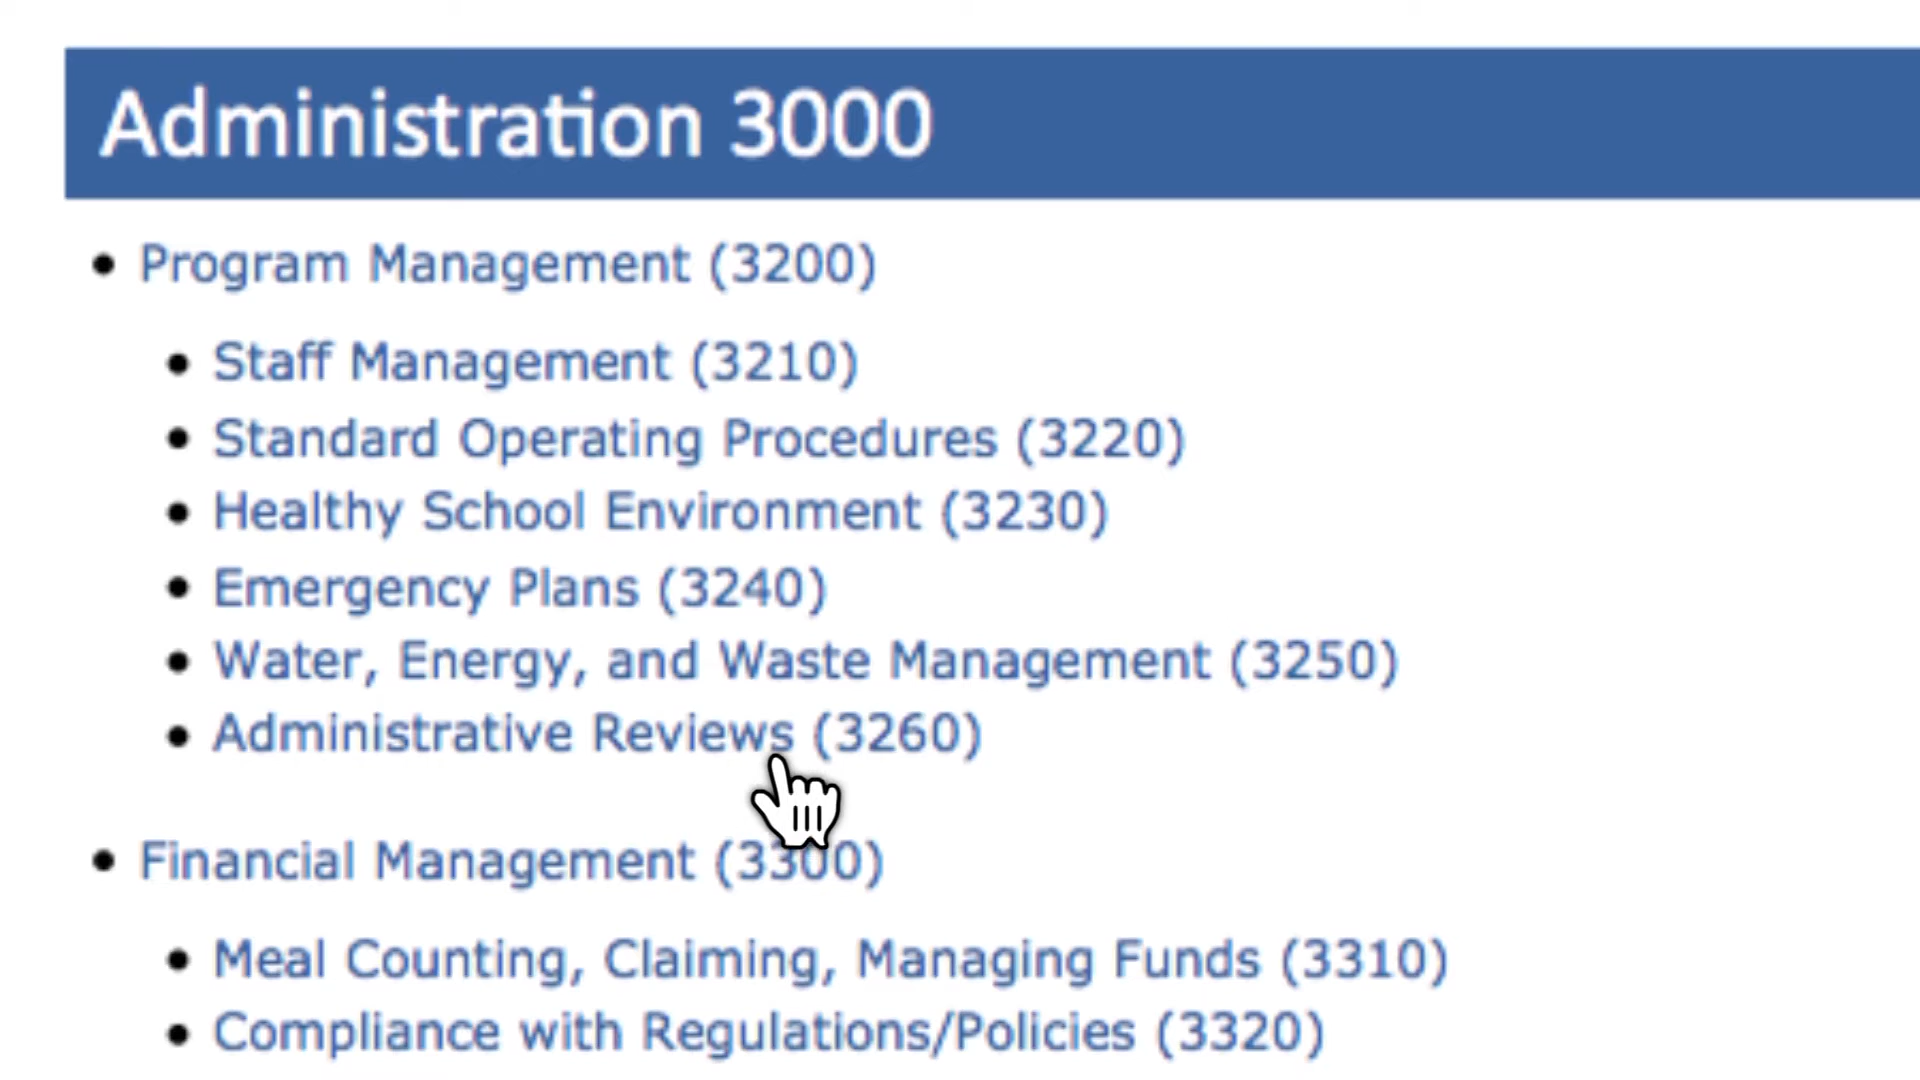 Administration 3000
Program Management (3200)
Staff Management (3210)
Standard Operating Procedures (3220)
Healthy School Environment (3230)
Emergency Plans (3240)
Water, Energy, and Waste Management (3250)
Administrative Reviews (3260)
Financial Management (3300)
Meal Counting, Claiming, Managing Funds (3310)
Compliance with Regulations/Policies (3320)